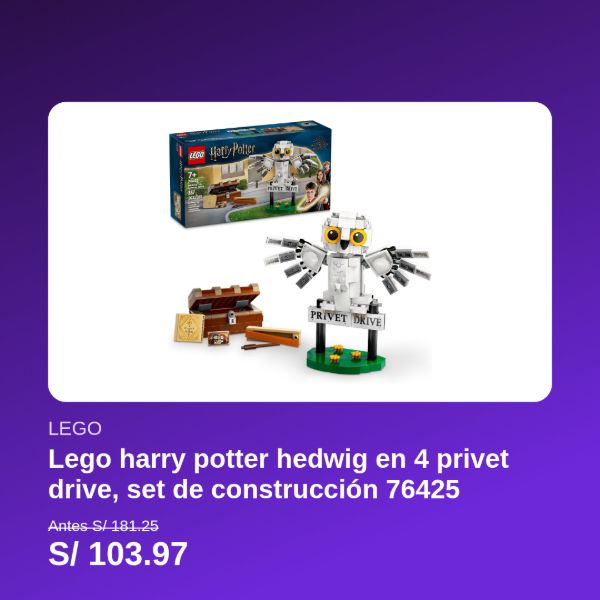 LEGO
Harry Potter
7+
PRIVET DRIVE
PRIVET DRIVE
LEGO
Lego harry potter hedwig en 4 privet
drive, set de construcción 76425
Antes S/ 181.25
S/ 103.97